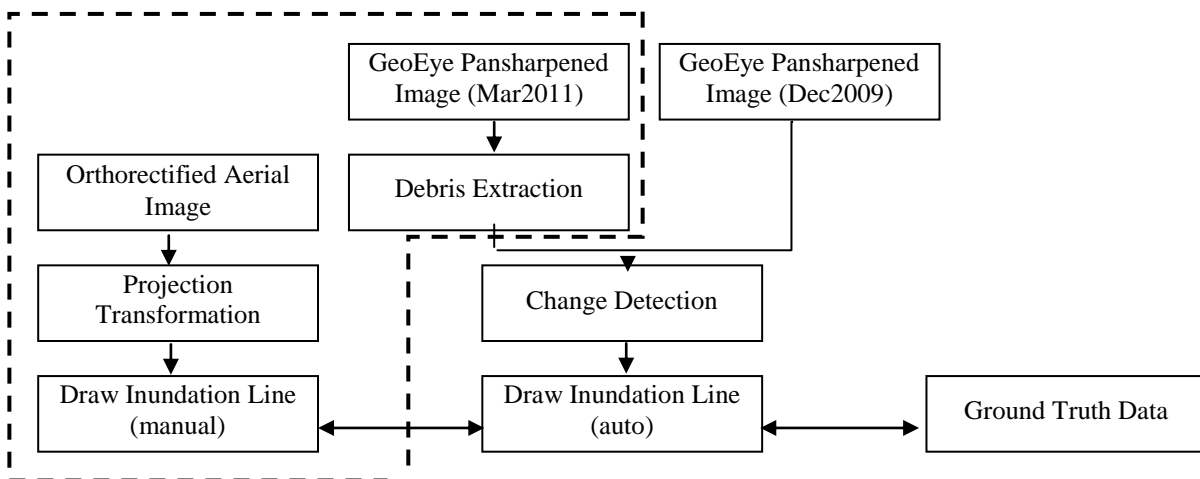 GeoEye Pansharpened
Image (Mar2011)
GeoEye Pansharpened
Image (Dec2009)
Orthorectified Aerial
Image
Debris Extraction
Projection
Transformation
Change Detection
Draw Inundation Line
(manual)
Draw Inundation Line
(auto)
Ground Truth Data